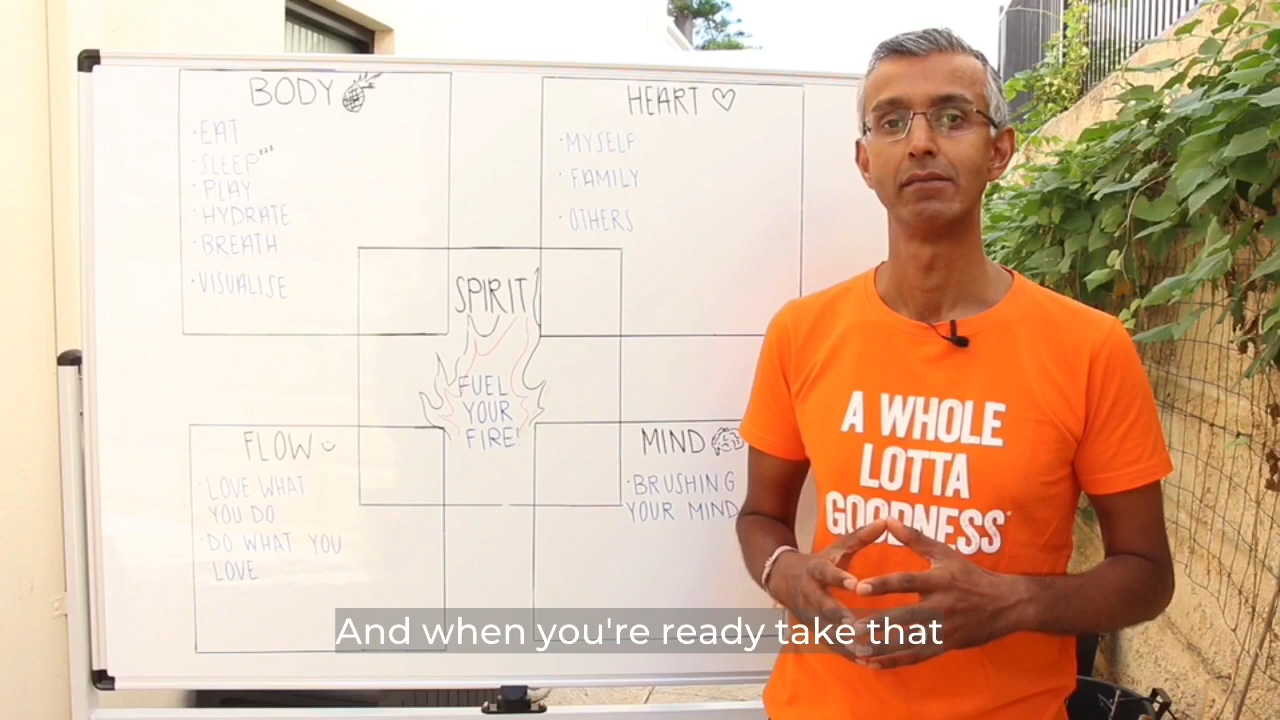 BODY
· EAT
· SLEEP zzz
· PLAY
· HYDRATE
· BREATH
· VISUALISE
HEART
· MYSELF
· FAMILY
· OTHERS
SPIRIT
FUEL
YOUR
FIRE!
FLOW
· LOVE WHAT
YOU DO
· DO WHAT YOU
LOVE
MIND
· BRUSHING
YOUR MIND
A WHOLE
LOTTA
GOODNESS
And when you're ready take that